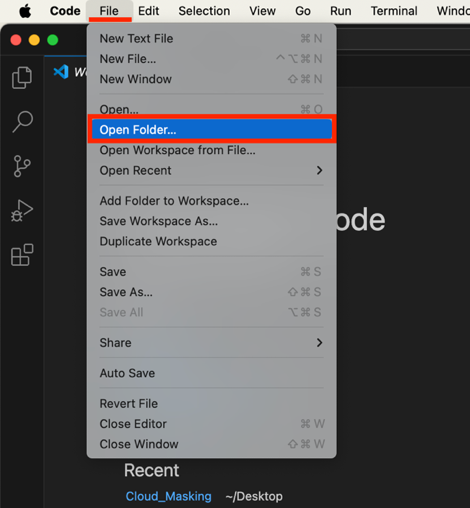 Code File Edit Selection View Go Run Terminal
New Text File ⌘ N
New File... ⌃⌥⌘ N
New Window ⇧⌘ N
Open... ⌘ O
Open Folder...
Open Workspace from File...
Open Recent
Add Folder to Workspace...
Save Workspace As...
Duplicate Workspace
ode
Save ⌘ S
Save As... ⇧⌘ S
Save All ⌥⌘ S
Share
Auto Save
Revert File
Close Editor ⌘ W
Close Window ⇧⌘ W
Recent
Cloud_Masking ~/Desktop